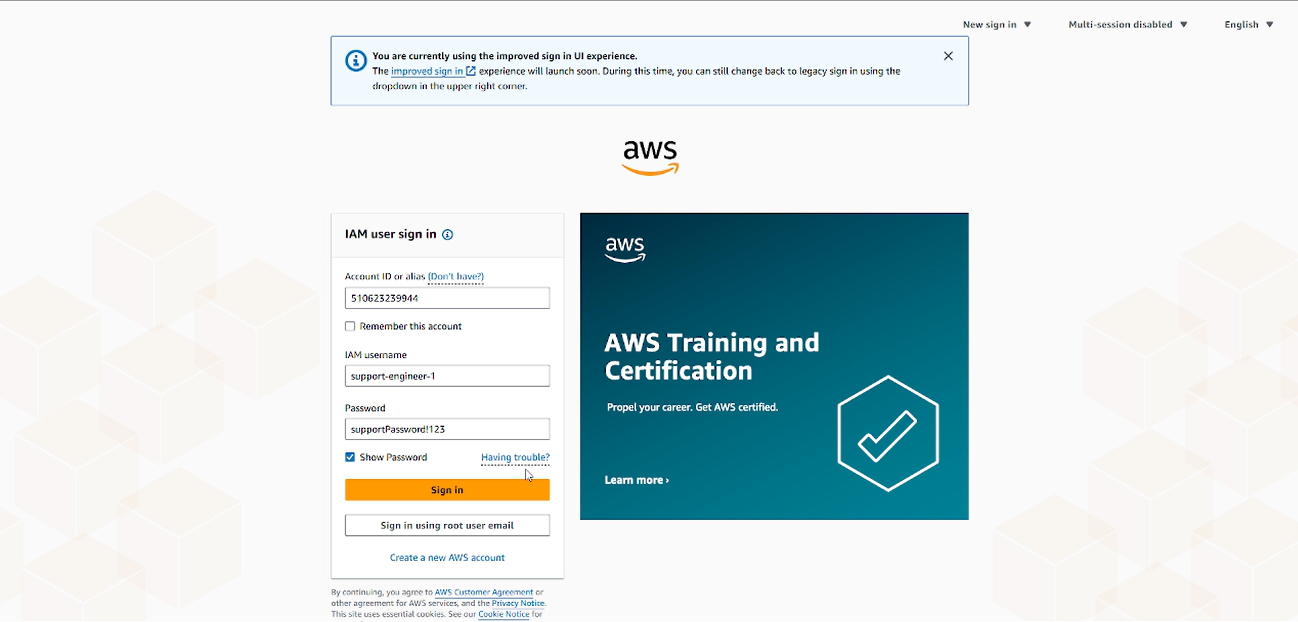 New sign in ▼ Multi-session disabled ▼ English ▼
You are currently using the improved sign in UI experience.
The improved sign in experience will launch soon. During this time, you can still change back to legacy sign in using the
dropdown in the upper right corner.
aws
IAM user sign in
Account ID or alias (Don't have?)
510623239944
Remember this account
IAM username
support-engineer-1
Password
supportPassword!123
Show Password Having trouble?
Sign in
Sign in using root user email
Create a new AWS account
By continuing, you agree to AWS Customer Agreement or
other agreement for AWS services, and the Privacy Notice.
This site uses essential cookies. See our Cookie Notice for
aws
AWS Training and
Certification
Propel your career. Get AWS certified.
Learn more ›